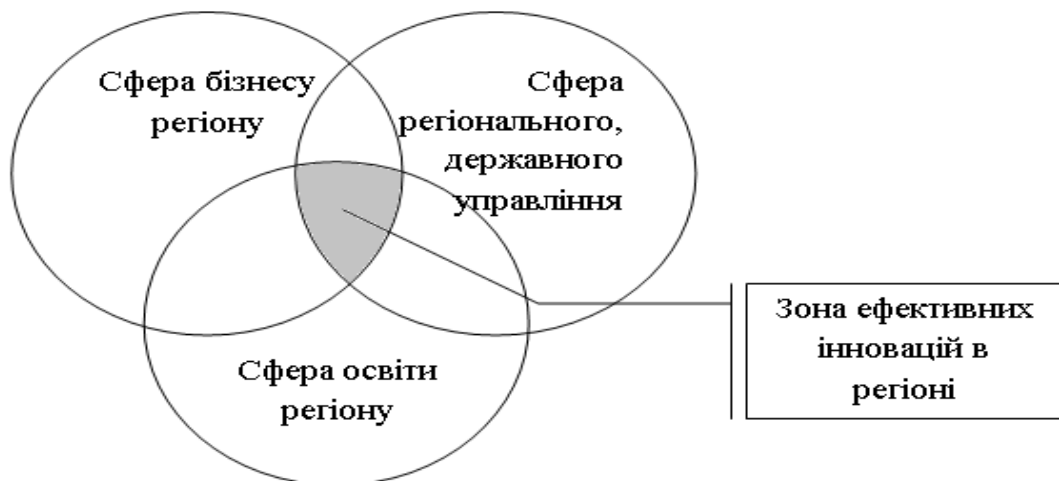 Сфера бізнесу
регіону
Сфера
регіонального,
державного
управління
Сфера освіти
регіону
Зона ефективних
інновацій в
регіоні